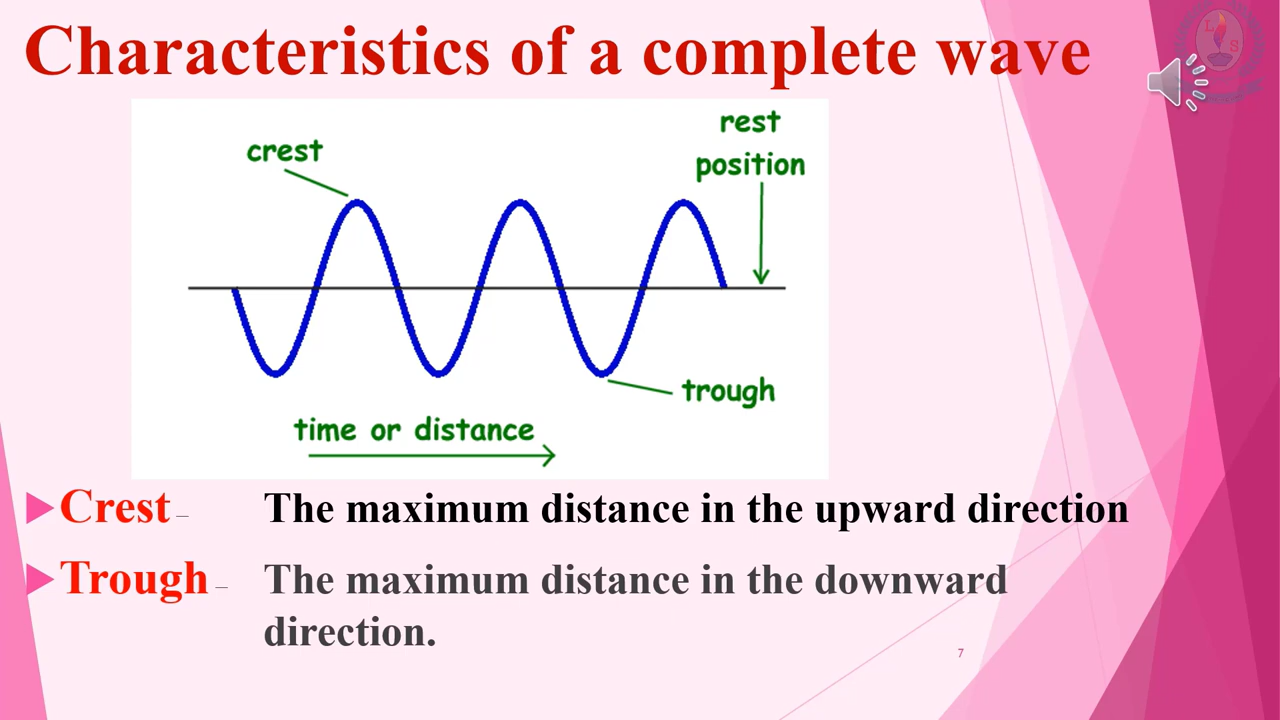 Characteristics of a complete wave
L
S
rest
position
crest
trough
time or distance
Crest – The maximum distance in the upward direction
Trough – The maximum distance in the downward
direction.
7